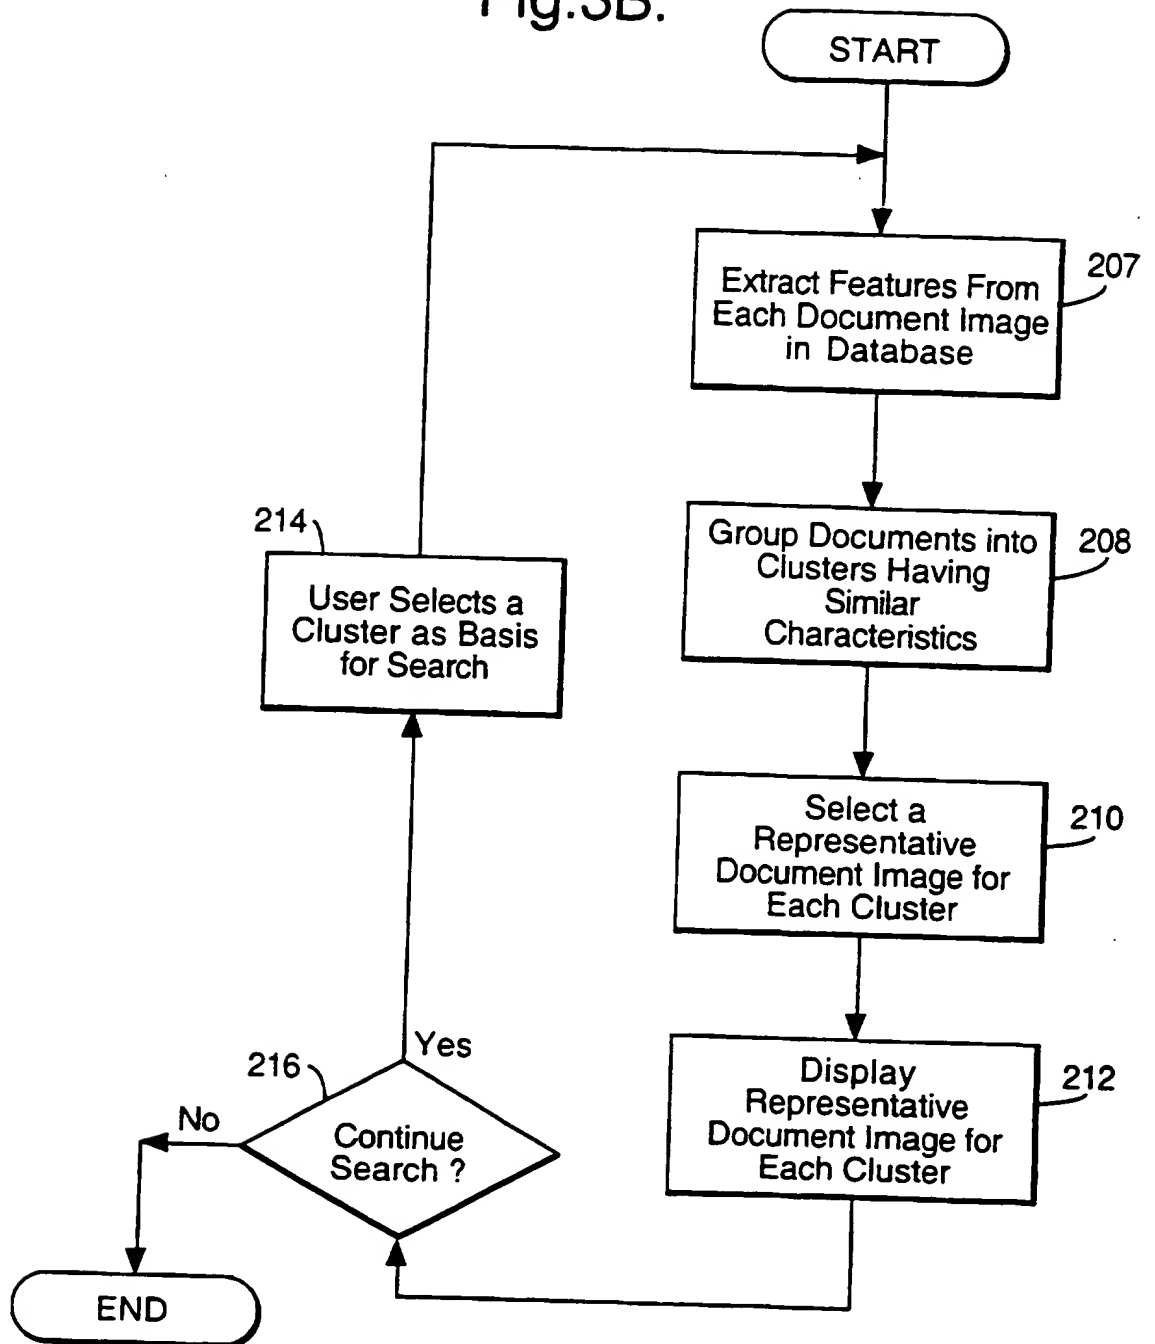 Fig.3B.
START
207
Extract Features From
Each Document Image
in Database
208
Group Documents into
Clusters Having
Similar
Characteristics
210
Select a
Representative
Document Image for
Each Cluster
212
Display
Representative
Document Image for
Each Cluster
216
Continue
Search ?
Yes
No
214
User Selects a
Cluster as Basis
for Search
END